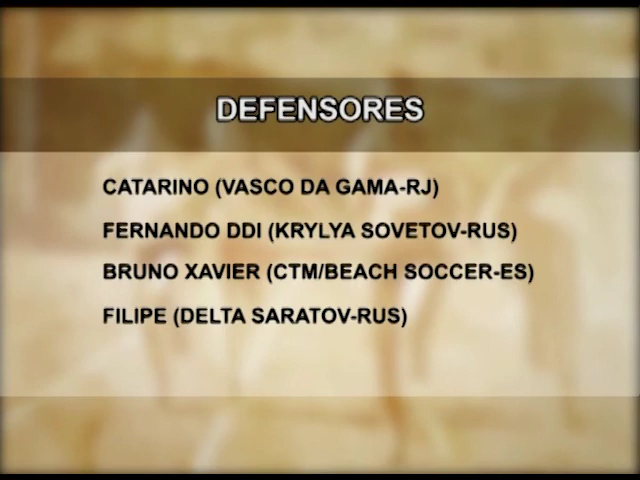 DEFENSORES
CATARINO (VASCO DA GAMA-RJ)
FERNANDO DDI (KRYLYA SOVETOV-RUS)
BRUNO XAVIER (CTM/BEACH SOCCER-ES)
FILIPE (DELTA SARATOV-RUS)